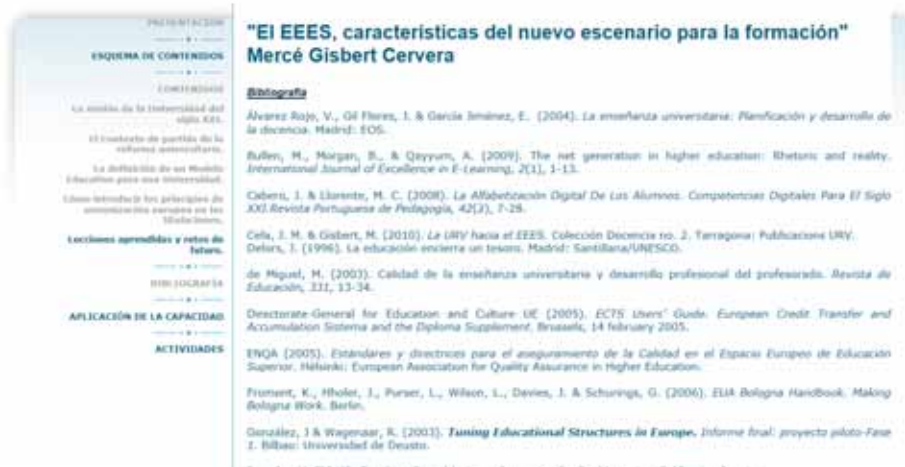 PRESENTACIÓN
ESQUEMA DE CONTENIDOS
CONTENIDOS
La misión de la Universidad del
siglo XXI.
El Contexto de partida de la
reforma universitaria.
La definición de un Modelo
Educativo para una Universidad.
Cómo introducir los principios de
armonización europea en las
titulaciones.
Lecciones aprendidas y retos de
futuro.
BIBLIOGRAFÍA
APLICACIÓN DE LA CAPACIDAD
ACTIVIDADES
"El EEES, características del nuevo escenario para la formación"
Mercé Gisbert Cervera
Bibliografía
Álvarez Rojo, V., Gil Flores, J. & García Jiménez, E. (2004). La enseñanza universitaria: Planificación y desarrollo de
la docencia. Madrid: EOS.
Bullen, M., Morgan, B., & Qayyum, A. (2009). The net generation in higher education: Rhetoric and reality.
International Journal of Excellence in E-Learning, 2(1), 1-13.
Cabero, J. & Llorente, M. C. (2008). La Alfabetización Digital De Los Alumnos. Competencias Digitales Para El Siglo
XXI.Revista Portuguesa de Pedagogía, 42(2), 7-28.
Cela, J. M. & Gisbert, M. (2010). La URV hacia el EEES. Colección Docencia no. 2. Tarragona: Publicacions URV.
Delors, J. (1996). La educación encierra un tesoro. Madrid: Santillana/UNESCO.
de Miguel, M. (2003). Calidad de la enseñanza universitaria y desarrollo profesional del profesorado. Revista de
Educación, 331, 13-34.
Directorate-General for Education and Culture UE (2005). ECTS Users' Guide. European Credit Transfer and
Accumulation Sistema and the Diploma Supplement. Brussels, 14 february 2005.
ENQA (2005). Estándares y directrices para el aseguramiento de la Calidad en el Espacio Europeo de Educación
Superior. Helsinki: European Association for Quality Assurance in Higher Education.
Froment, K., Kholer, J., Purser, L., Wilson, L., Davies, J. & Schurings, G. (2006). EUA Bologna Handbook. Making
Bologna Work. Berlin.
González, J & Wagenaar, R. (2003). Tuning Educational Structures in Europe. Informe final: proyecto piloto-Fase
1. Bilbao: Universidad de Deusto.